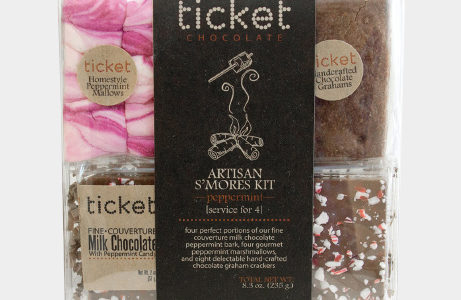 ticket
CHOCOLATE
ticket
Homestyle
Peppermint
Mallows
ticket
Handcrafted
Chocolate
Grahams
ARTISAN
S'MORES KIT
peppermint
[service for 4]
four perfect portions of our fine
couverture milk chocolate
peppermint bark, four gourmet
peppermint marshmallows,
and eight delectable hand-crafted
chocolate graham crackers
TOTAL NET WT.
8.3 oz. (235 g.)
ticket
FINE • COUVERTURE
Milk Chocolate
With Peppermint Candy